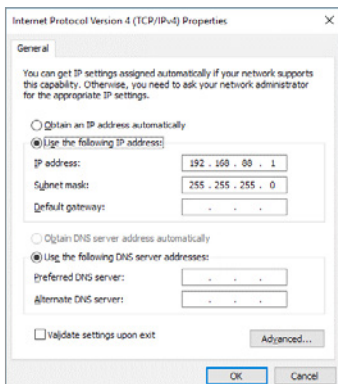 Internet Protocol Version 4 (TCP/IPv4) Properties
General
You can get IP settings assigned automatically if your network supports
this capability. Otherwise, you need to ask your network administrator
for the appropriate IP settings.
Obtain an IP address automatically
Use the following IP address:
IP address: 192 . 168 . 88 . 1
Subnet mask: 255 . 255 . 255 . 0
Default gateway: . . .
Obtain DNS server address automatically
Use the following DNS server addresses:
Preferred DNS server: . . .
Alternate DNS server: . . .
Validate settings upon exit
Advanced...
OK Cancel